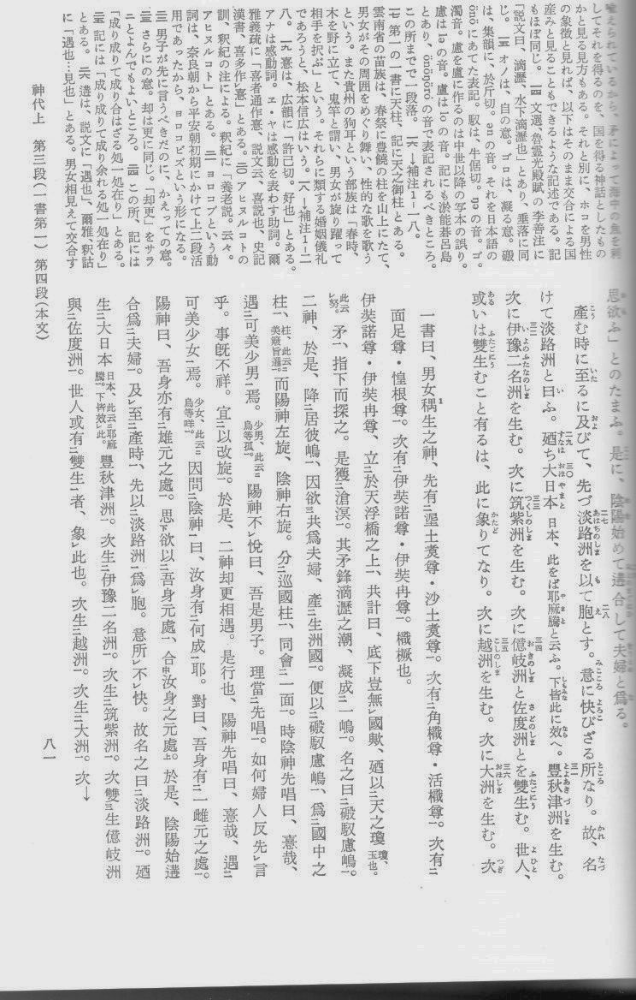 喩えられているから、矛によって海中の魚を刺
してそれを得るのを、国を得る神話としたもの
かと見る見方もある。それと別に、ホコを男性
の象徴と見れば、以下はそのまま交合による国
産みと見ることもできるような記述である。記
もほぼ同じ。一四 文選、魯霊光殿賦の李善注に
「説文曰、滴瀝、水下滴瀝也」とあり、垂落に同
じ。一五 オノは、自の意。ゴロは、凝る意。磤
は、集韻に、於斤切。ənの音。それを日本語の
önöにあてた表記。馭は、牛倨切。ŋəの音。ゴ。
濁音。盧を慮に作るのは中世以降の写本の誤り。
慮はləの音。盧はloの音。記にも淤能碁呂島
とあり、önögöröの音で表記されるべきところ。
この所までで一段落。一六→補注1-一八。
一七 第一の一書に天柱、記に天之御柱とある。
雲南省の苗族は、春祭に豊饒の柱を山上にたて、
男女がその周囲をめぐり舞い、性的な歌を歌う
という。また貴州の狗耳という部族は「春時、
木を野に立て、鬼竿と謂い、男女が旋り躍って
相手を択ぶ」という。それらに類する婚姻儀礼
であろうと、松本信広はいう。一八→補注1-二
八。一九 憙は、広韻に「許已切。好也」とある。
アナは感動詞。ヱ・ヤは感動を表わす助詞。爾
雅義疏に「喜者通作憙、説文云、喜説也、史記
漢書、喜多作憙」とある。二〇 アヒヌルコトの
訓、釈紀の注による。釈紀に「養老説。云々。
アヒヌルコト」とある。二一 ヨロコブという動
詞は、奈良朝から平安朝初期にかけて上二段活
用であったから、ヨロコビズという形になる。
二二 男子が先に言うべきだのに、かえっての意。
二三 さらにの意。却は更に同じ。「却更」をサラ
ニとよんでもよいところ。二四 この所、記には
「成り成りて成り合はざる処一処在り」とある。
二五 記には「成り成りて成り余れる処一処在り」
とある。二六 遘は、説文に「遇也」、爾雅、釈詁
に「遇也…見也」とある。男女相見えて交合す
神代上 第三段(一書第一) 第四段(本文)
八一
思欲ふ」とのたまふ。是に、陰陽始めて遘合して夫婦と為る。
産む時に至るに及びて、先づ淡路洲を以て胞とす。意に快びざる所なり。故、名
けて淡路洲と曰ふ。廼ち大日本 日本、此をば耶麻騰と云ふ。下皆此に效へ。豐秋津洲を生む。
次に伊豫二名洲を生む。次に筑紫洲を生む。次に億岐洲と佐度洲とを雙生む。世人、
或いは雙生むこと有るは、此に象りてなり。次に越洲を生む。次に大洲を生む。次
一書曰、男女耦生之神、先有二埿土煑尊・沙土煑尊一。次有二角樴尊・活樴尊一。次有二
面足尊・惶根尊一。次有二伊奘諾尊・伊奘冉尊一。樴橛也。
伊奘諾尊・伊奘冉尊、立二於天浮橋之上一、共計曰、底下豈無レ國歟、廼以二天之瓊 瓊、玉也。
此云レ努。矛一、指下而探之。是獲二滄溟一。其矛鋒滴瀝之潮、凝成二一嶋一。名之曰二磤馭慮嶋一。
二神、於是、降二居彼嶋一、因欲下共爲夫婦、產二生洲國一。便以二磤馭慮嶋一、爲二國中之
柱一、柱、此云二美簸旨邏一。而陽神左旋、陰神右旋。分二巡國柱一、同會二一面一。時陰神先唱曰、憙哉、
遇二可美少男一焉。少男、此云二烏等孤一。陽神不レ悅曰、吾是男子。理當二先唱一。如何婦人反先レ言
乎。事既不祥。宜二以改旋一。於是、二神却更相遇。是行也、陽神先唱曰、憙哉、遇二
可美少女一焉。少女、此云二烏等咩一。因問二陰神一曰、汝身有二何成一耶。對曰、吾身有二一雌元之處一。
陽神曰、吾身亦有二雄元之處一。思下欲以二吾身元處一、合中汝身之元處上。於是、陰陽始遘
合爲二夫婦一。及レ至二產時一、先以二淡路洲一爲レ胞。意所レ不レ快。故名之曰二淡路洲一。廼
生二大日本 日本、此云二耶麻騰一。下皆效レ此。豐秋津洲一。次生二伊豫二名洲一。次生二筑紫洲一。次雙三生億岐洲
與二佐度洲一。世人或有二雙生一者、象レ此也。次生二越洲一。次生二大洲一。次→